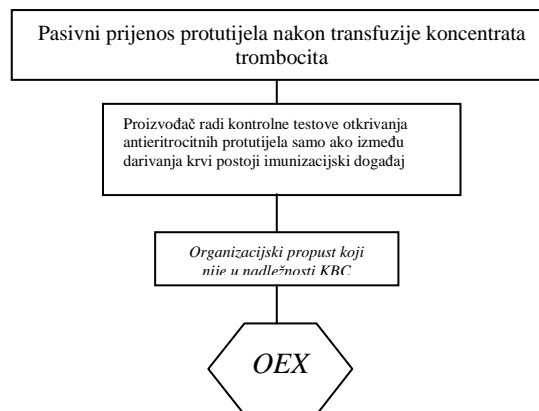 Pasivni prijenos protutijela nakon transfuzije koncentrata
trombocita
Proizvođač radi kontrolne testove otkrivanja
antieritrocitnih protutijela samo ako između
darivanja krvi postoji imunizacijski događaj
Organizacijski propust koji
nije u nadležnosti KBC
OEX